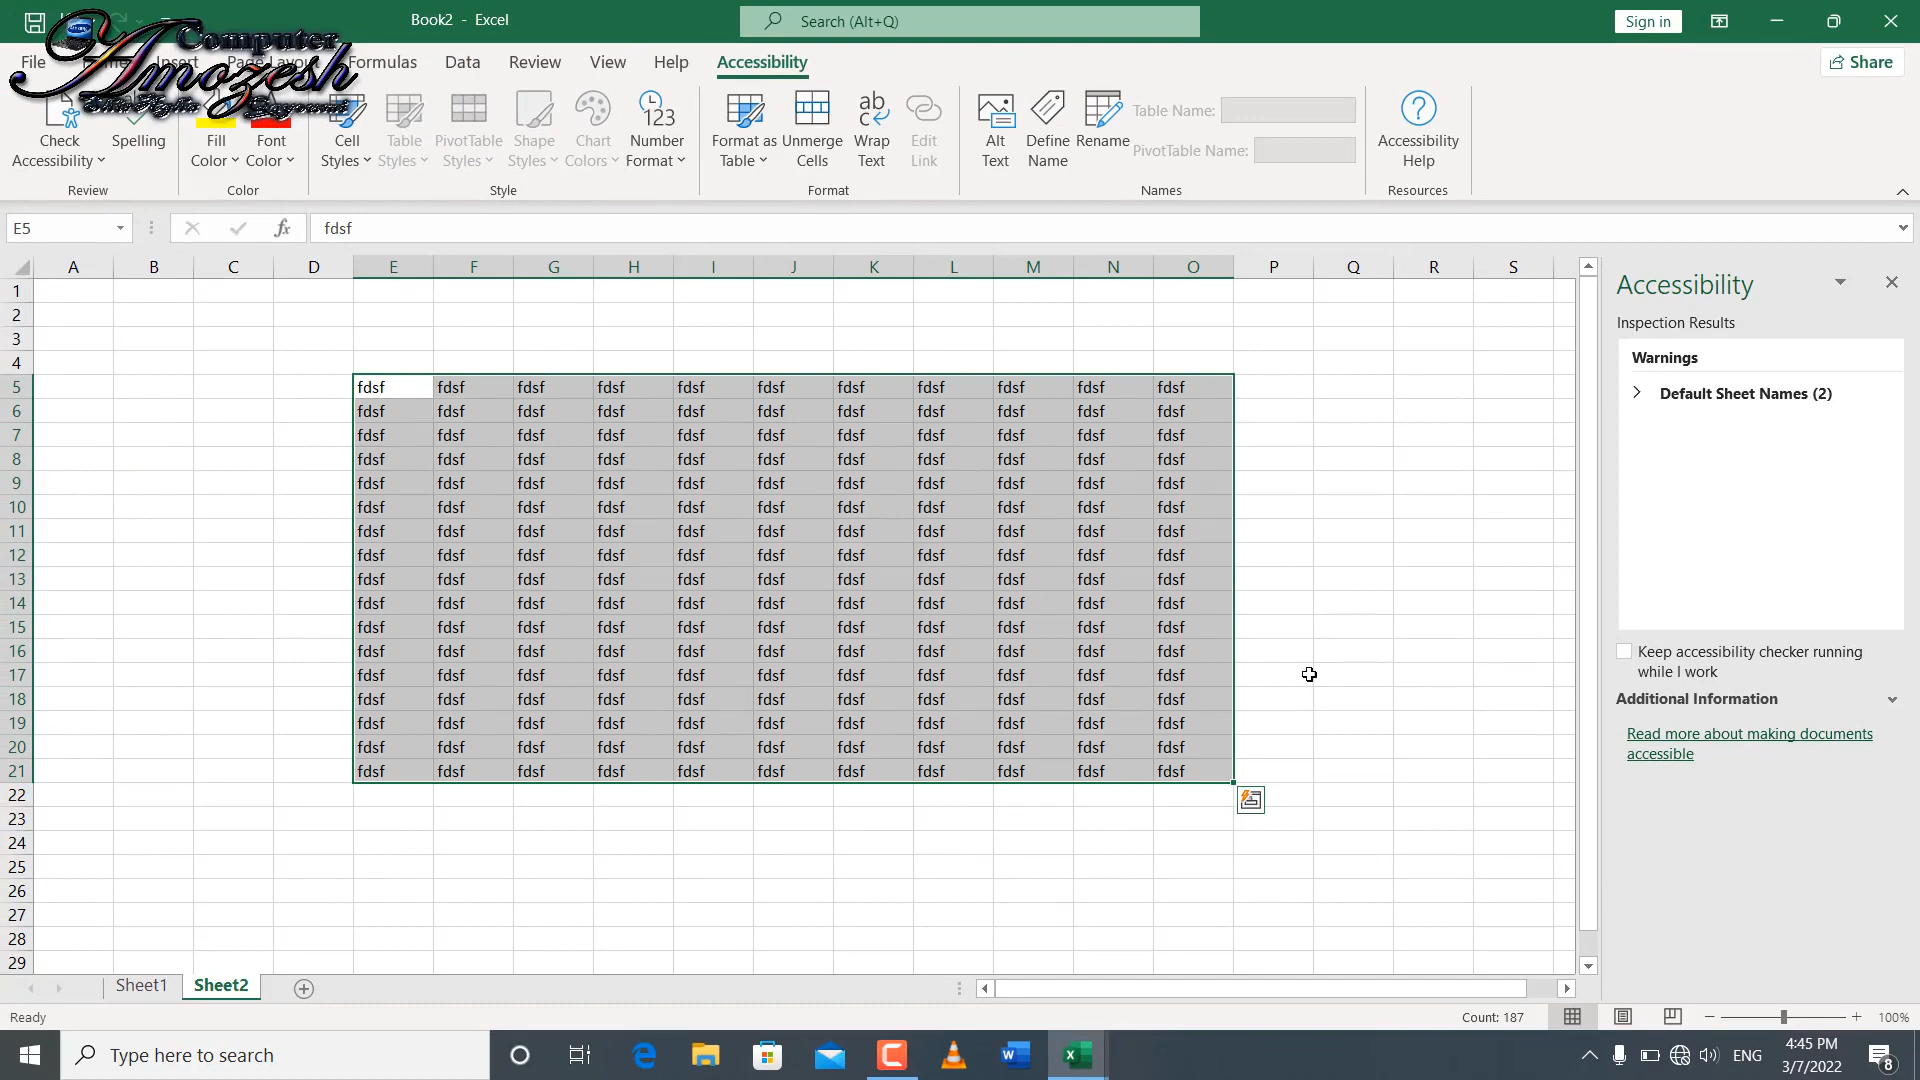 Book2 - Excel
Search (Alt+Q)
Sign in
Computer
Amozesh
File
Insert
Page Layout
Formulas
Data
Review
View
Help
Accessibility
Share
Check Accessibility
Spelling
Fill Color
Font Color
Cell Styles
Table Styles
PivotTable Styles
Shape Styles
Chart Colors
Number Format
Format as Table
Unmerge Cells
Wrap Text
Edit Link
Alt Text
Define Name
Rename
Table Name:
PivotTable Name:
Accessibility Help
Review
Color
Style
Format
Names
Resources
E5
fx
fdsf
A B C D E F G H I J K L M N O P Q R S
1
2
3
4
5 fdsf fdsf fdsf fdsf fdsf fdsf fdsf fdsf fdsf fdsf fdsf
6 fdsf fdsf fdsf fdsf fdsf fdsf fdsf fdsf fdsf fdsf fdsf
7 fdsf fdsf fdsf fdsf fdsf fdsf fdsf fdsf fdsf fdsf fdsf
8 fdsf fdsf fdsf fdsf fdsf fdsf fdsf fdsf fdsf fdsf fdsf
9 fdsf fdsf fdsf fdsf fdsf fdsf fdsf fdsf fdsf fdsf fdsf
10 fdsf fdsf fdsf fdsf fdsf fdsf fdsf fdsf fdsf fdsf fdsf
11 fdsf fdsf fdsf fdsf fdsf fdsf fdsf fdsf fdsf fdsf fdsf
12 fdsf fdsf fdsf fdsf fdsf fdsf fdsf fdsf fdsf fdsf fdsf
13 fdsf fdsf fdsf fdsf fdsf fdsf fdsf fdsf fdsf fdsf fdsf
14 fdsf fdsf fdsf fdsf fdsf fdsf fdsf fdsf fdsf fdsf fdsf
15 fdsf fdsf fdsf fdsf fdsf fdsf fdsf fdsf fdsf fdsf fdsf
16 fdsf fdsf fdsf fdsf fdsf fdsf fdsf fdsf fdsf fdsf fdsf
17 fdsf fdsf fdsf fdsf fdsf fdsf fdsf fdsf fdsf fdsf fdsf
18 fdsf fdsf fdsf fdsf fdsf fdsf fdsf fdsf fdsf fdsf fdsf
19 fdsf fdsf fdsf fdsf fdsf fdsf fdsf fdsf fdsf fdsf fdsf
20 fdsf fdsf fdsf fdsf fdsf fdsf fdsf fdsf fdsf fdsf fdsf
21 fdsf fdsf fdsf fdsf fdsf fdsf fdsf fdsf fdsf fdsf fdsf
22
23
24
25
26
27
28
29
Accessibility
Inspection Results
Warnings
Default Sheet Names (2)
Keep accessibility checker running
while I work
Additional Information
Read more about making documents
accessible
Sheet1
Sheet2
Ready
Count: 187
100%
Type here to search
ENG
4:45 PM
3/7/2022
8